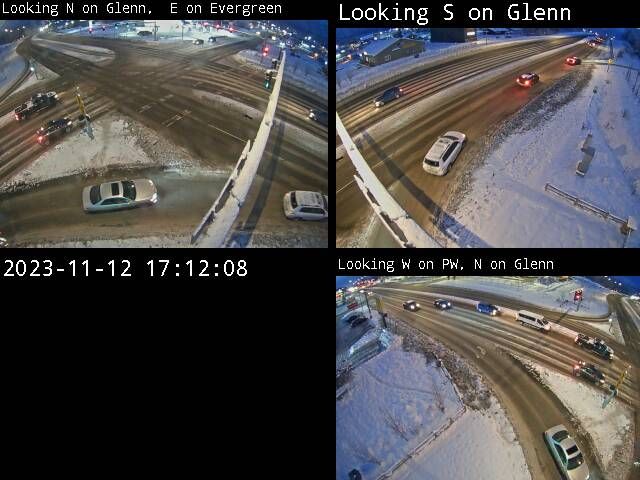 Looking N on Glenn,  E on Evergreen
Looking S on Glenn
2023-11-12 17:12:08
Looking W on PW, N on Glenn